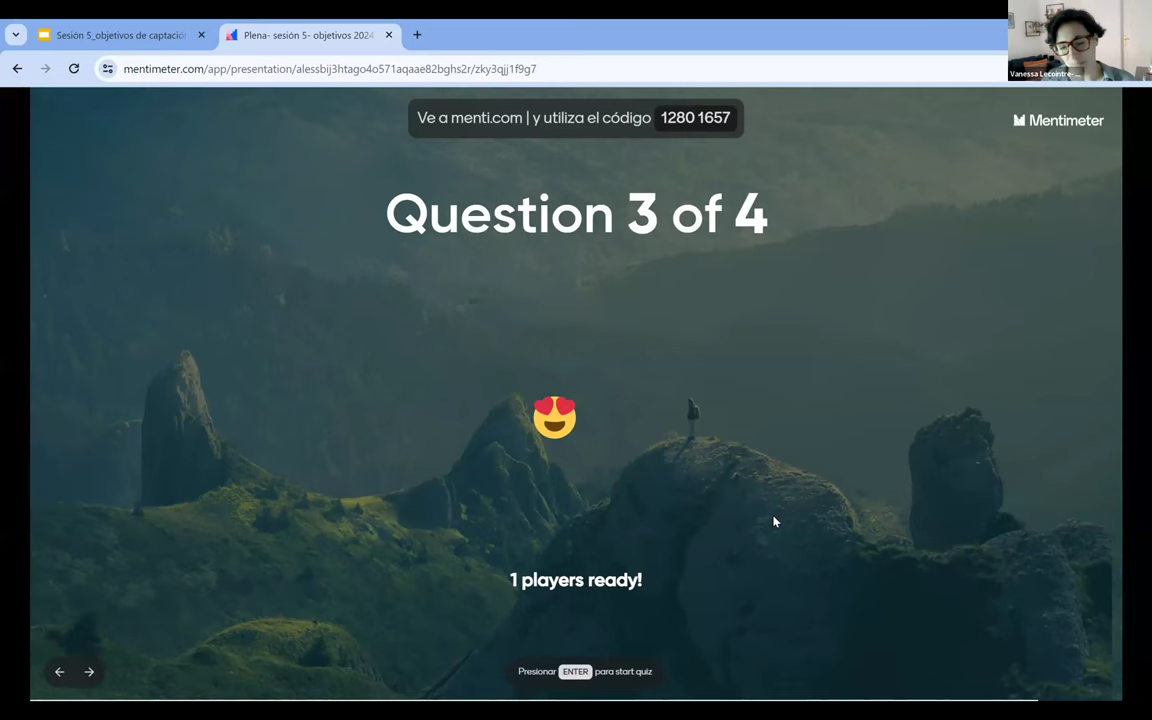 Sesión 5_objetivos de captació
Plena- sesión 5- objetivos 2024
mentimeter.com/app/presentation/alessbij3htago4o571aqaae82bghs2r/zky3qjj1f9g7
Vanessa Lecointre-...
Ve a menti.com | y utiliza el código 1280 1657
Mentimeter
Question 3 of 4
1 players ready!
Presionar ENTER para start quiz